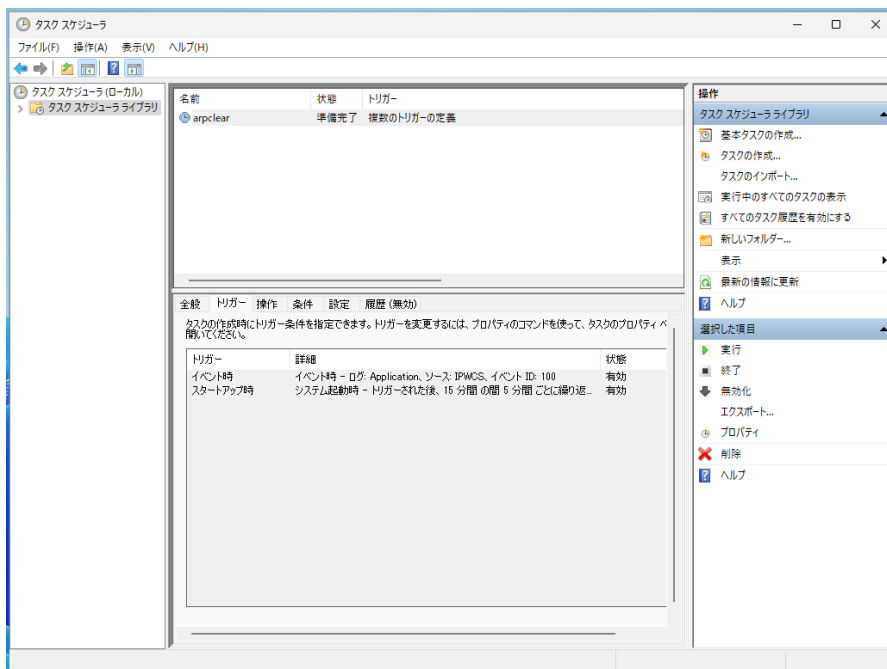 タスク スケジューラ
ファイル(F) 操作(A) 表示(V) ヘルプ(H)
タスク スケジューラ (ローカル)
タスク スケジューラ ライブラリ
名前 状態 トリガー
arpclear 準備完了 複数のトリガーの定義
全般 トリガー 操作 条件 設定 履歴 (無効)
タスクの作成時にトリガー条件を指定できます。トリガーを変更するには、プロパティのコマンドを使って、タスクのプロパティ ペ
開いてください。
トリガー 詳細 状態
イベント時 イベント時 - ログ: Application、ソース: IPWCS、イベント ID: 100 有効
スタートアップ時 システム起動時 - トリガーされた後、15 分間 の間 5 分間 ごとに繰り返... 有効
操作
タスク スケジューラ ライブラリ
基本タスクの作成...
タスクの作成...
タスクのインポート...
実行中のすべてのタスクの表示
すべてのタスク履歴を有効にする
新しいフォルダー...
表示
最新の情報に更新
ヘルプ
選択した項目
実行
終了
無効化
エクスポート...
プロパティ
削除
ヘルプ